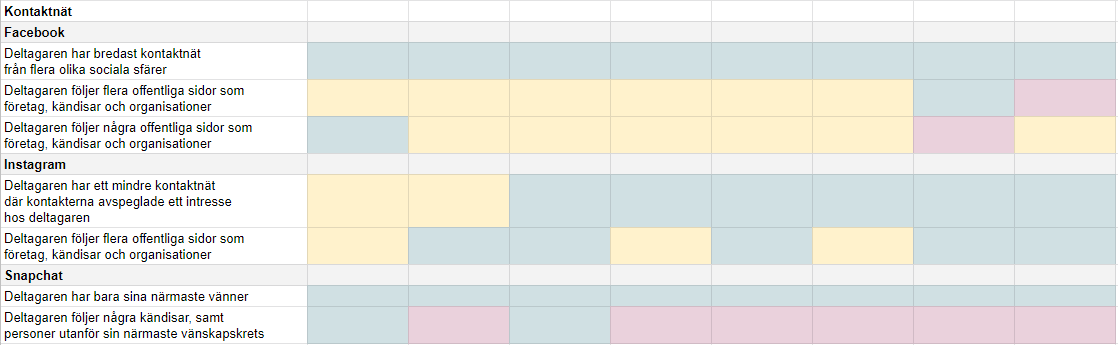 Kontaktnät
Facebook
Deltagaren har bredast kontaktnät
från flera olika sociala sfärer
Deltagaren följer flera offentliga sidor som
företag, kändisar och organisationer
Deltagaren följer några offentliga sidor som
företag, kändisar och organisationer
Instagram
Deltagaren har ett mindre kontaktnät
där kontakterna avspeglade ett intresse
hos deltagaren
Deltagaren följer flera offentliga sidor som
företag, kändisar och organisationer
Snapchat
Deltagaren har bara sina närmaste vänner
Deltagaren följer några kändisar, samt
personer utanför sin närmaste vänskapskrets